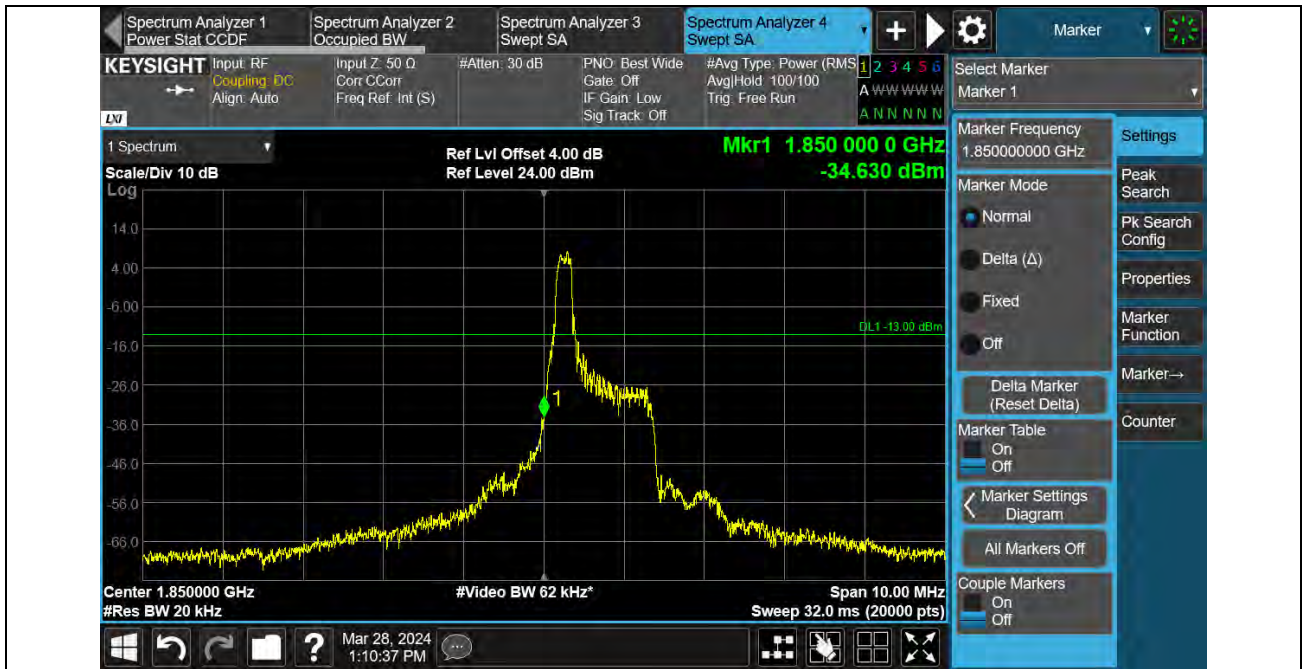 Spectrum Analyzer 1
Power Stat CCDF
Spectrum Analyzer 2
Occupied BW
Spectrum Analyzer 3
Swept SA
Spectrum Analyzer 4
Swept SA
+
Marker
KEYSIGHT
LXI
Input: RF
Coupling: DC
Align: Auto
Input Z: 50 Ω
Corr CCorr
Freq Ref: Int (S)
#Atten: 30 dB
PNO: Best Wide
Gate: Off
IF Gain: Low
Sig Track: Off
#Avg Type: Power (RMS
Avg|Hold: 100/100
Trig: Free Run
1 2 3 4 5 6
A W W W W W
A N N N N N
Select Marker
Marker 1
1 Spectrum
Scale/Div 10 dB
Log
Ref Lvl Offset 4.00 dB
Ref Level 24.00 dBm
Mkr1 1.850 000 0 GHz
-34.630 dBm
14.0
4.00
-6.00
-16.0
-26.0
-36.0
-46.0
-56.0
-66.0
DL1 -13.00 dBm
1
Center 1.850000 GHz
#Res BW 20 kHz
#Video BW 62 kHz*
Span 10.00 MHz
Sweep 32.0 ms (20000 pts)
Marker Frequency
1.850000000 GHz
Marker Mode
Normal
Delta (Δ)
Fixed
Off
Delta Marker
(Reset Delta)
Marker Table
On
Off
Marker Settings
Diagram
All Markers Off
Couple Markers
On
Off
Settings
Peak
Search
Pk Search
Config
Properties
Marker
Function
Marker→
Counter
?
Mar 28, 2024
1:10:37 PM